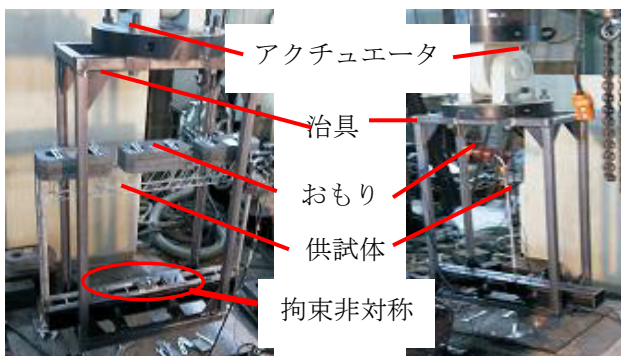 アクチュエータ
治具
おもり
供試体
拘束非対称